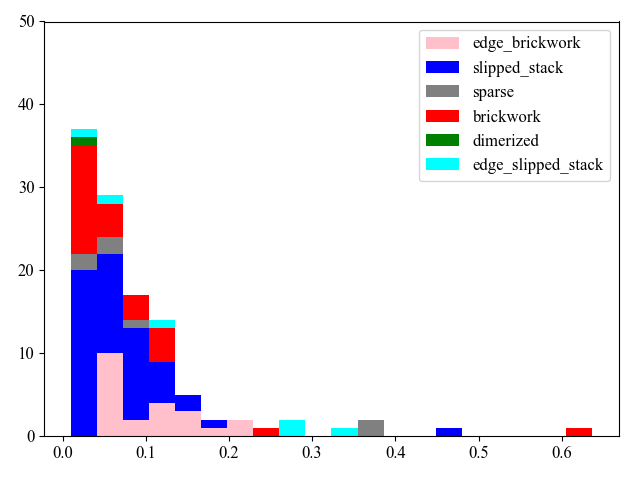 50
40
30
20
10
0
edge_brickwork
slipped_stack
sparse
brickwork
dimerized
edge_slipped_stack
0.0 0.1 0.2 0.3 0.4 0.5 0.6